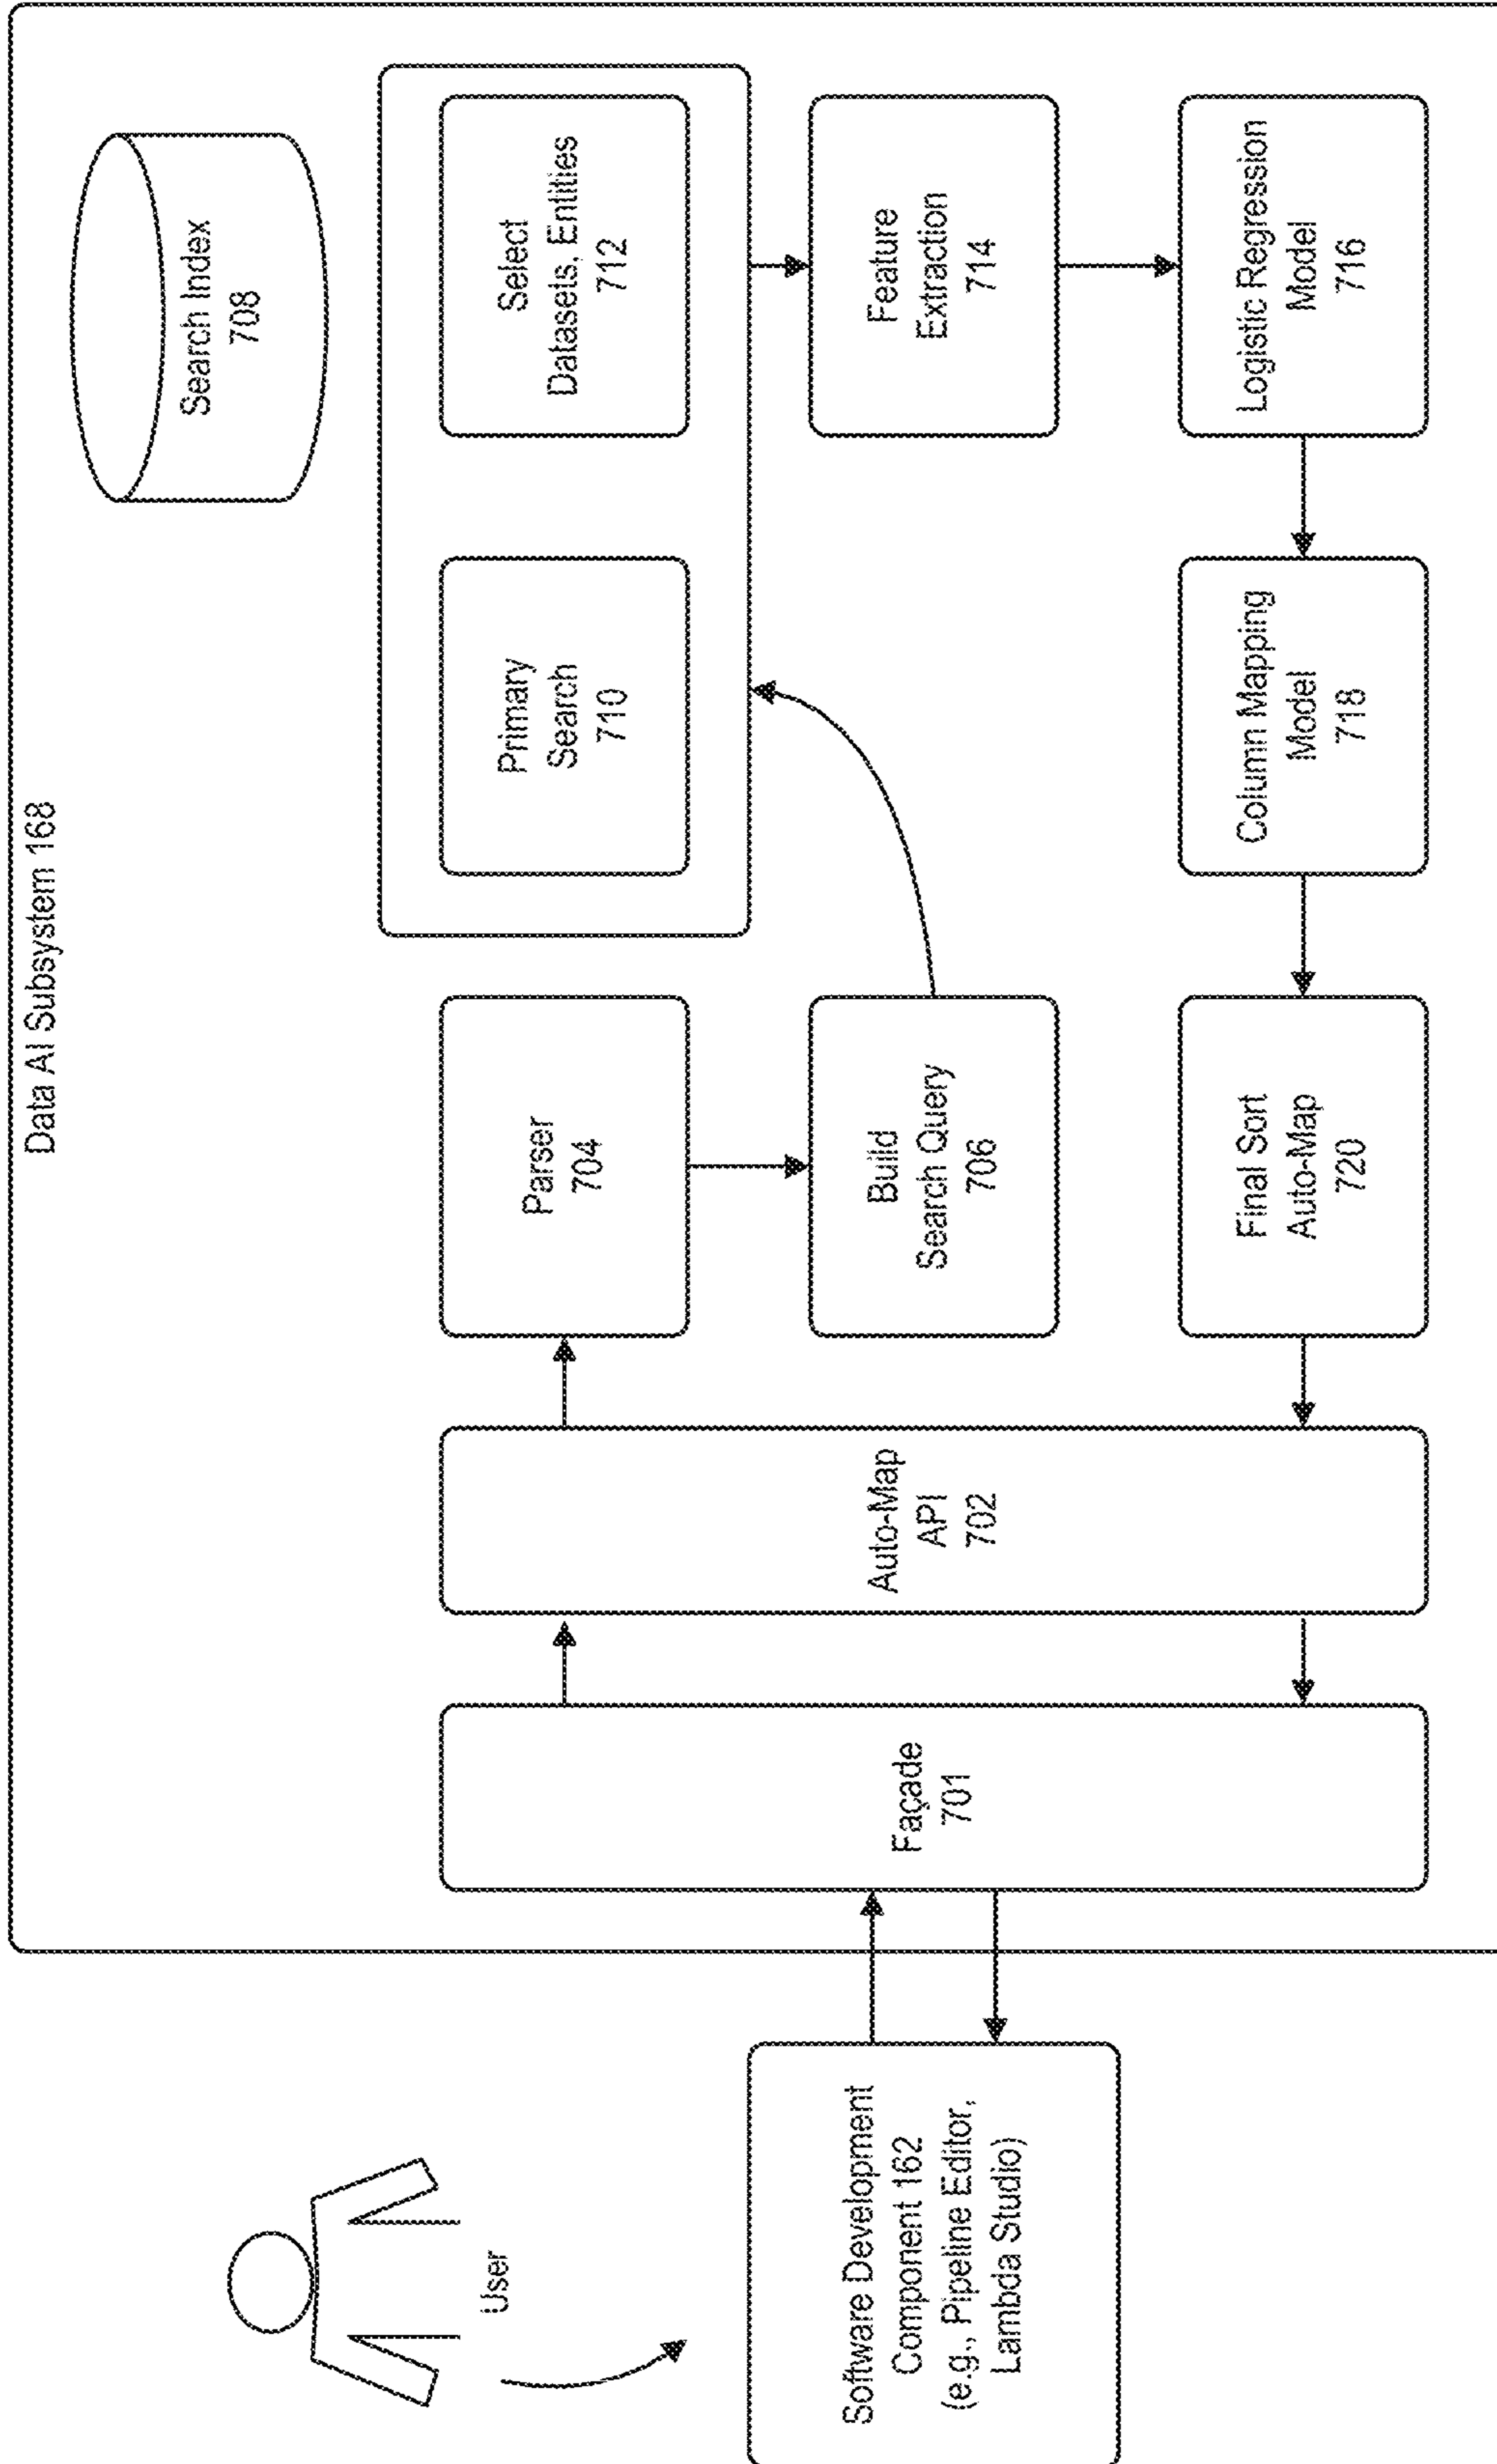 Data AI Subsystem 168
Search Index
708
User
Software Development
Component 162
(e.g., Pipeline Editor,
Lambda Studio)
Façade
701
Auto-Map
API
702
Parser
704
Build
Search Query
706
Primary
Search
710
Select
Datasets, Entities
712
Feature
Extraction
714
Logistic Regression
Model
716
Column Mapping
Model
718
Final Sort
Auto-Map
720